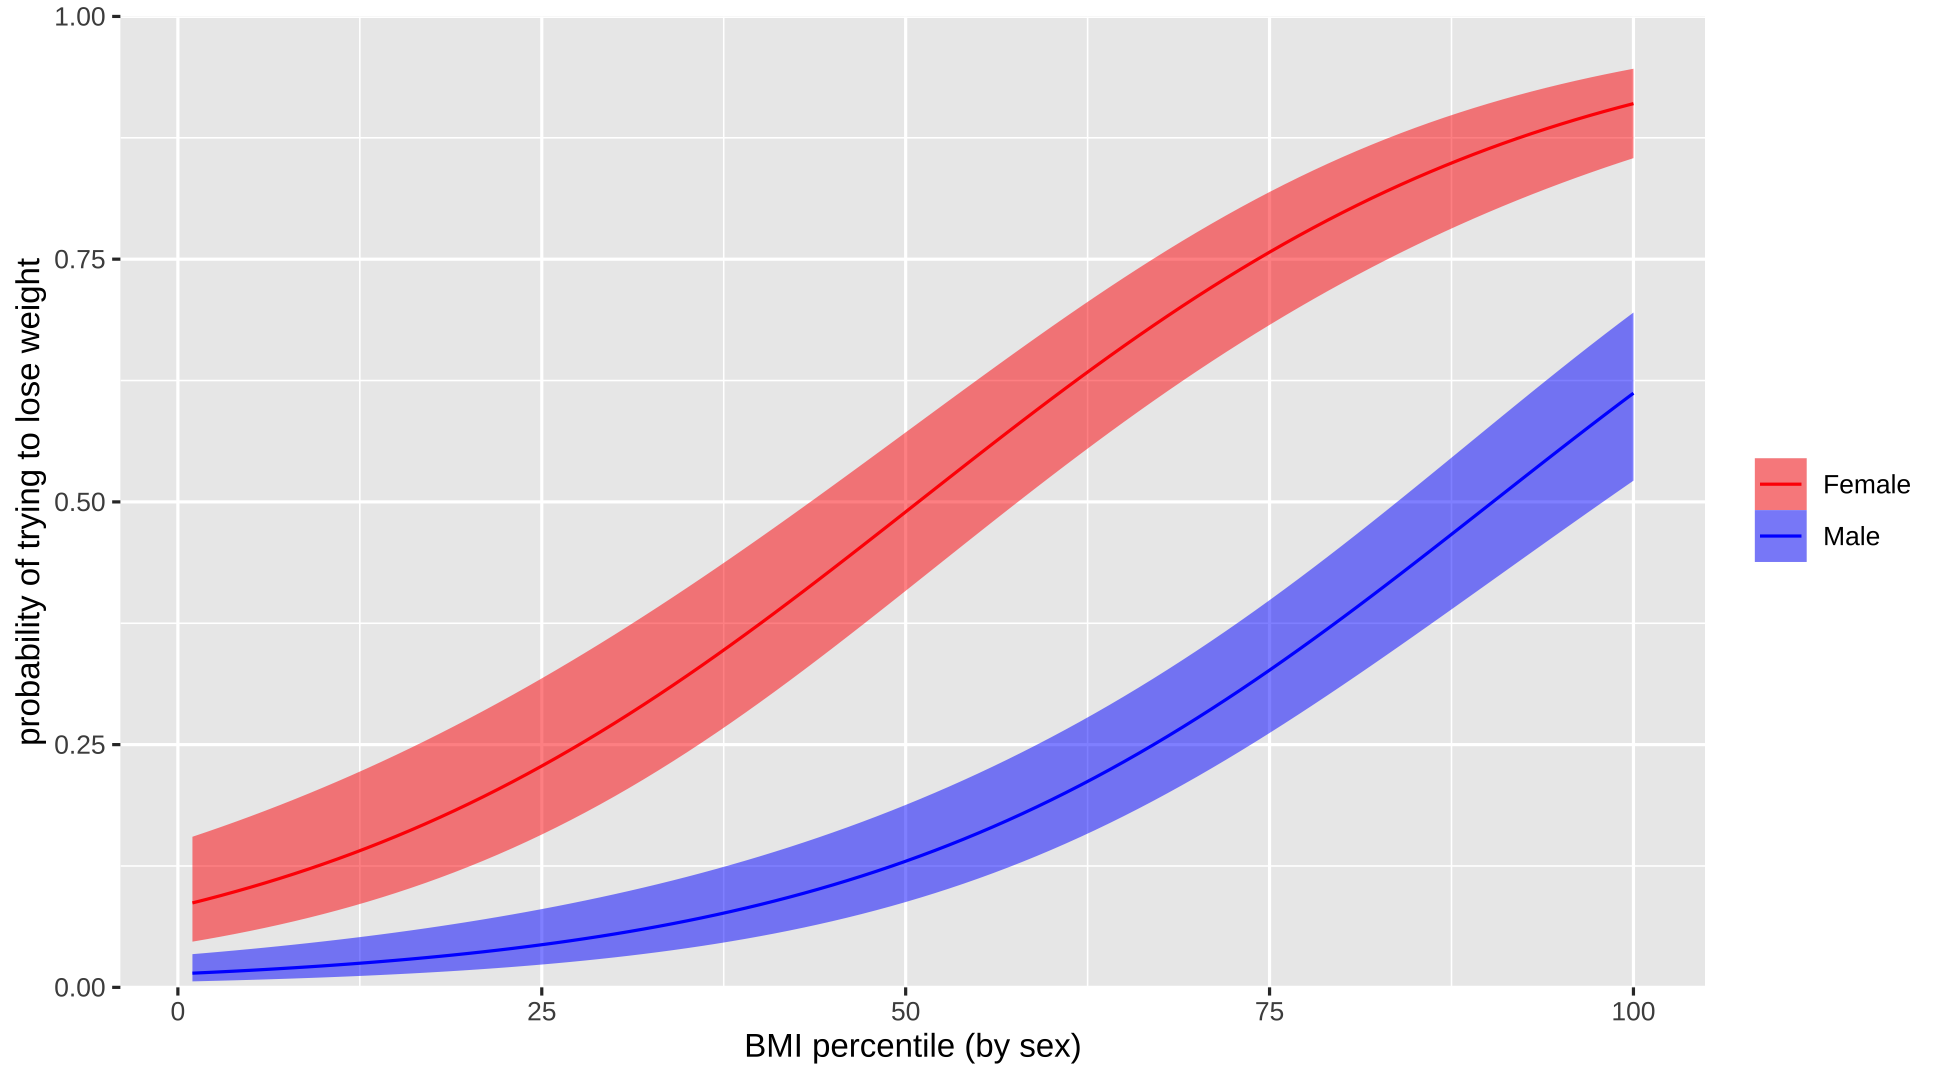 1.00
0.75
0.50
0.25
0.00
probability of trying to lose weight
0 25 50 75 100
BMI percentile (by sex)
Female
Male